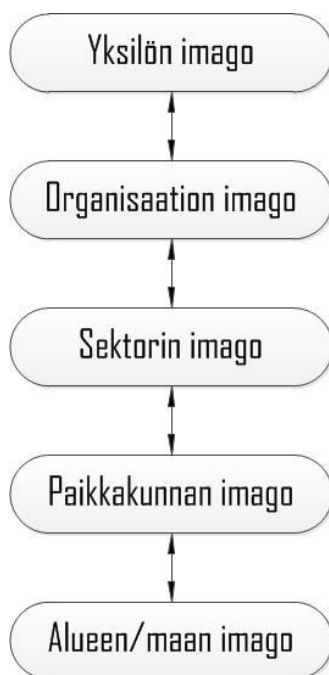 Yksilön imago
Organisaation imago
Sektorin imago
Paikkakunnan imago
Alueen/maan imago